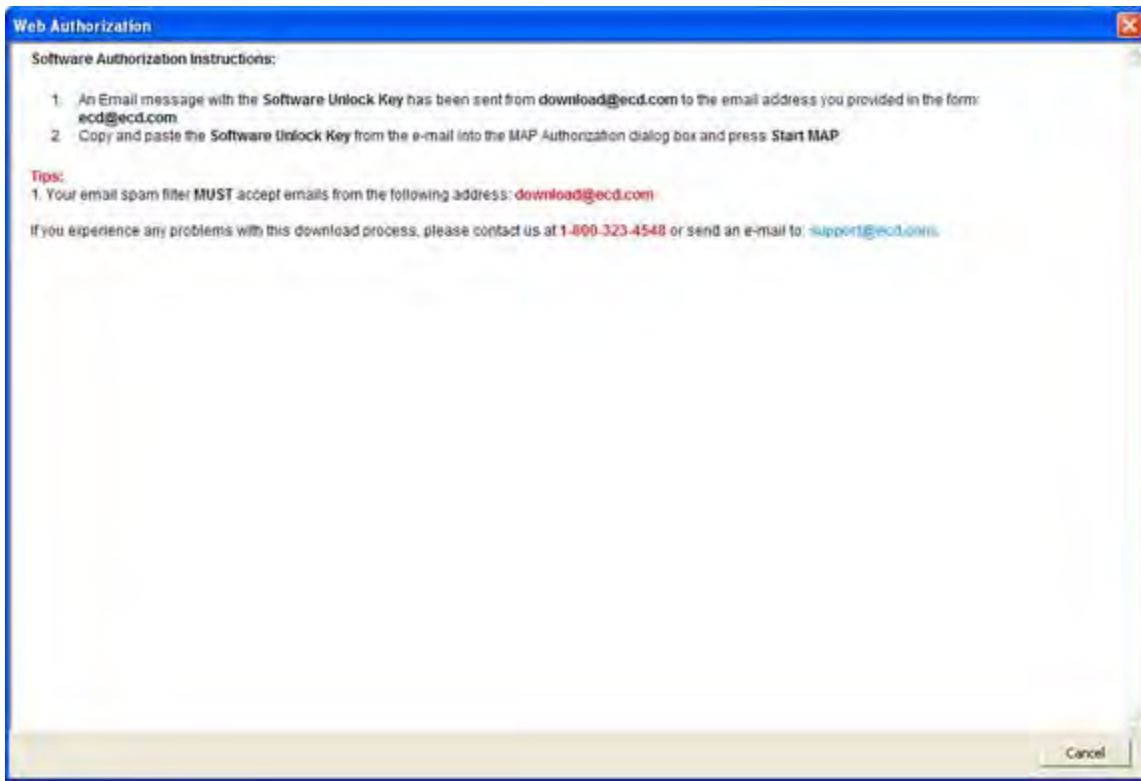 Web Authorization
Software Authorization Instructions:
1. An Email message with the Software Unlock Key has been sent from download@ecd.com to the email address you provided in the form:
ecd@ecd.com
2. Copy and paste the Software Unlock Key from the e-mail into the MAP Authorization dialog box and press Start MAP
Tips:
1. Your email spam filter MUST accept emails from the following address: download@ecd.com
If you experience any problems with this download process, please contact us at 1-800-323-4548 or send an e-mail to: support@ecd.com.
Cancel